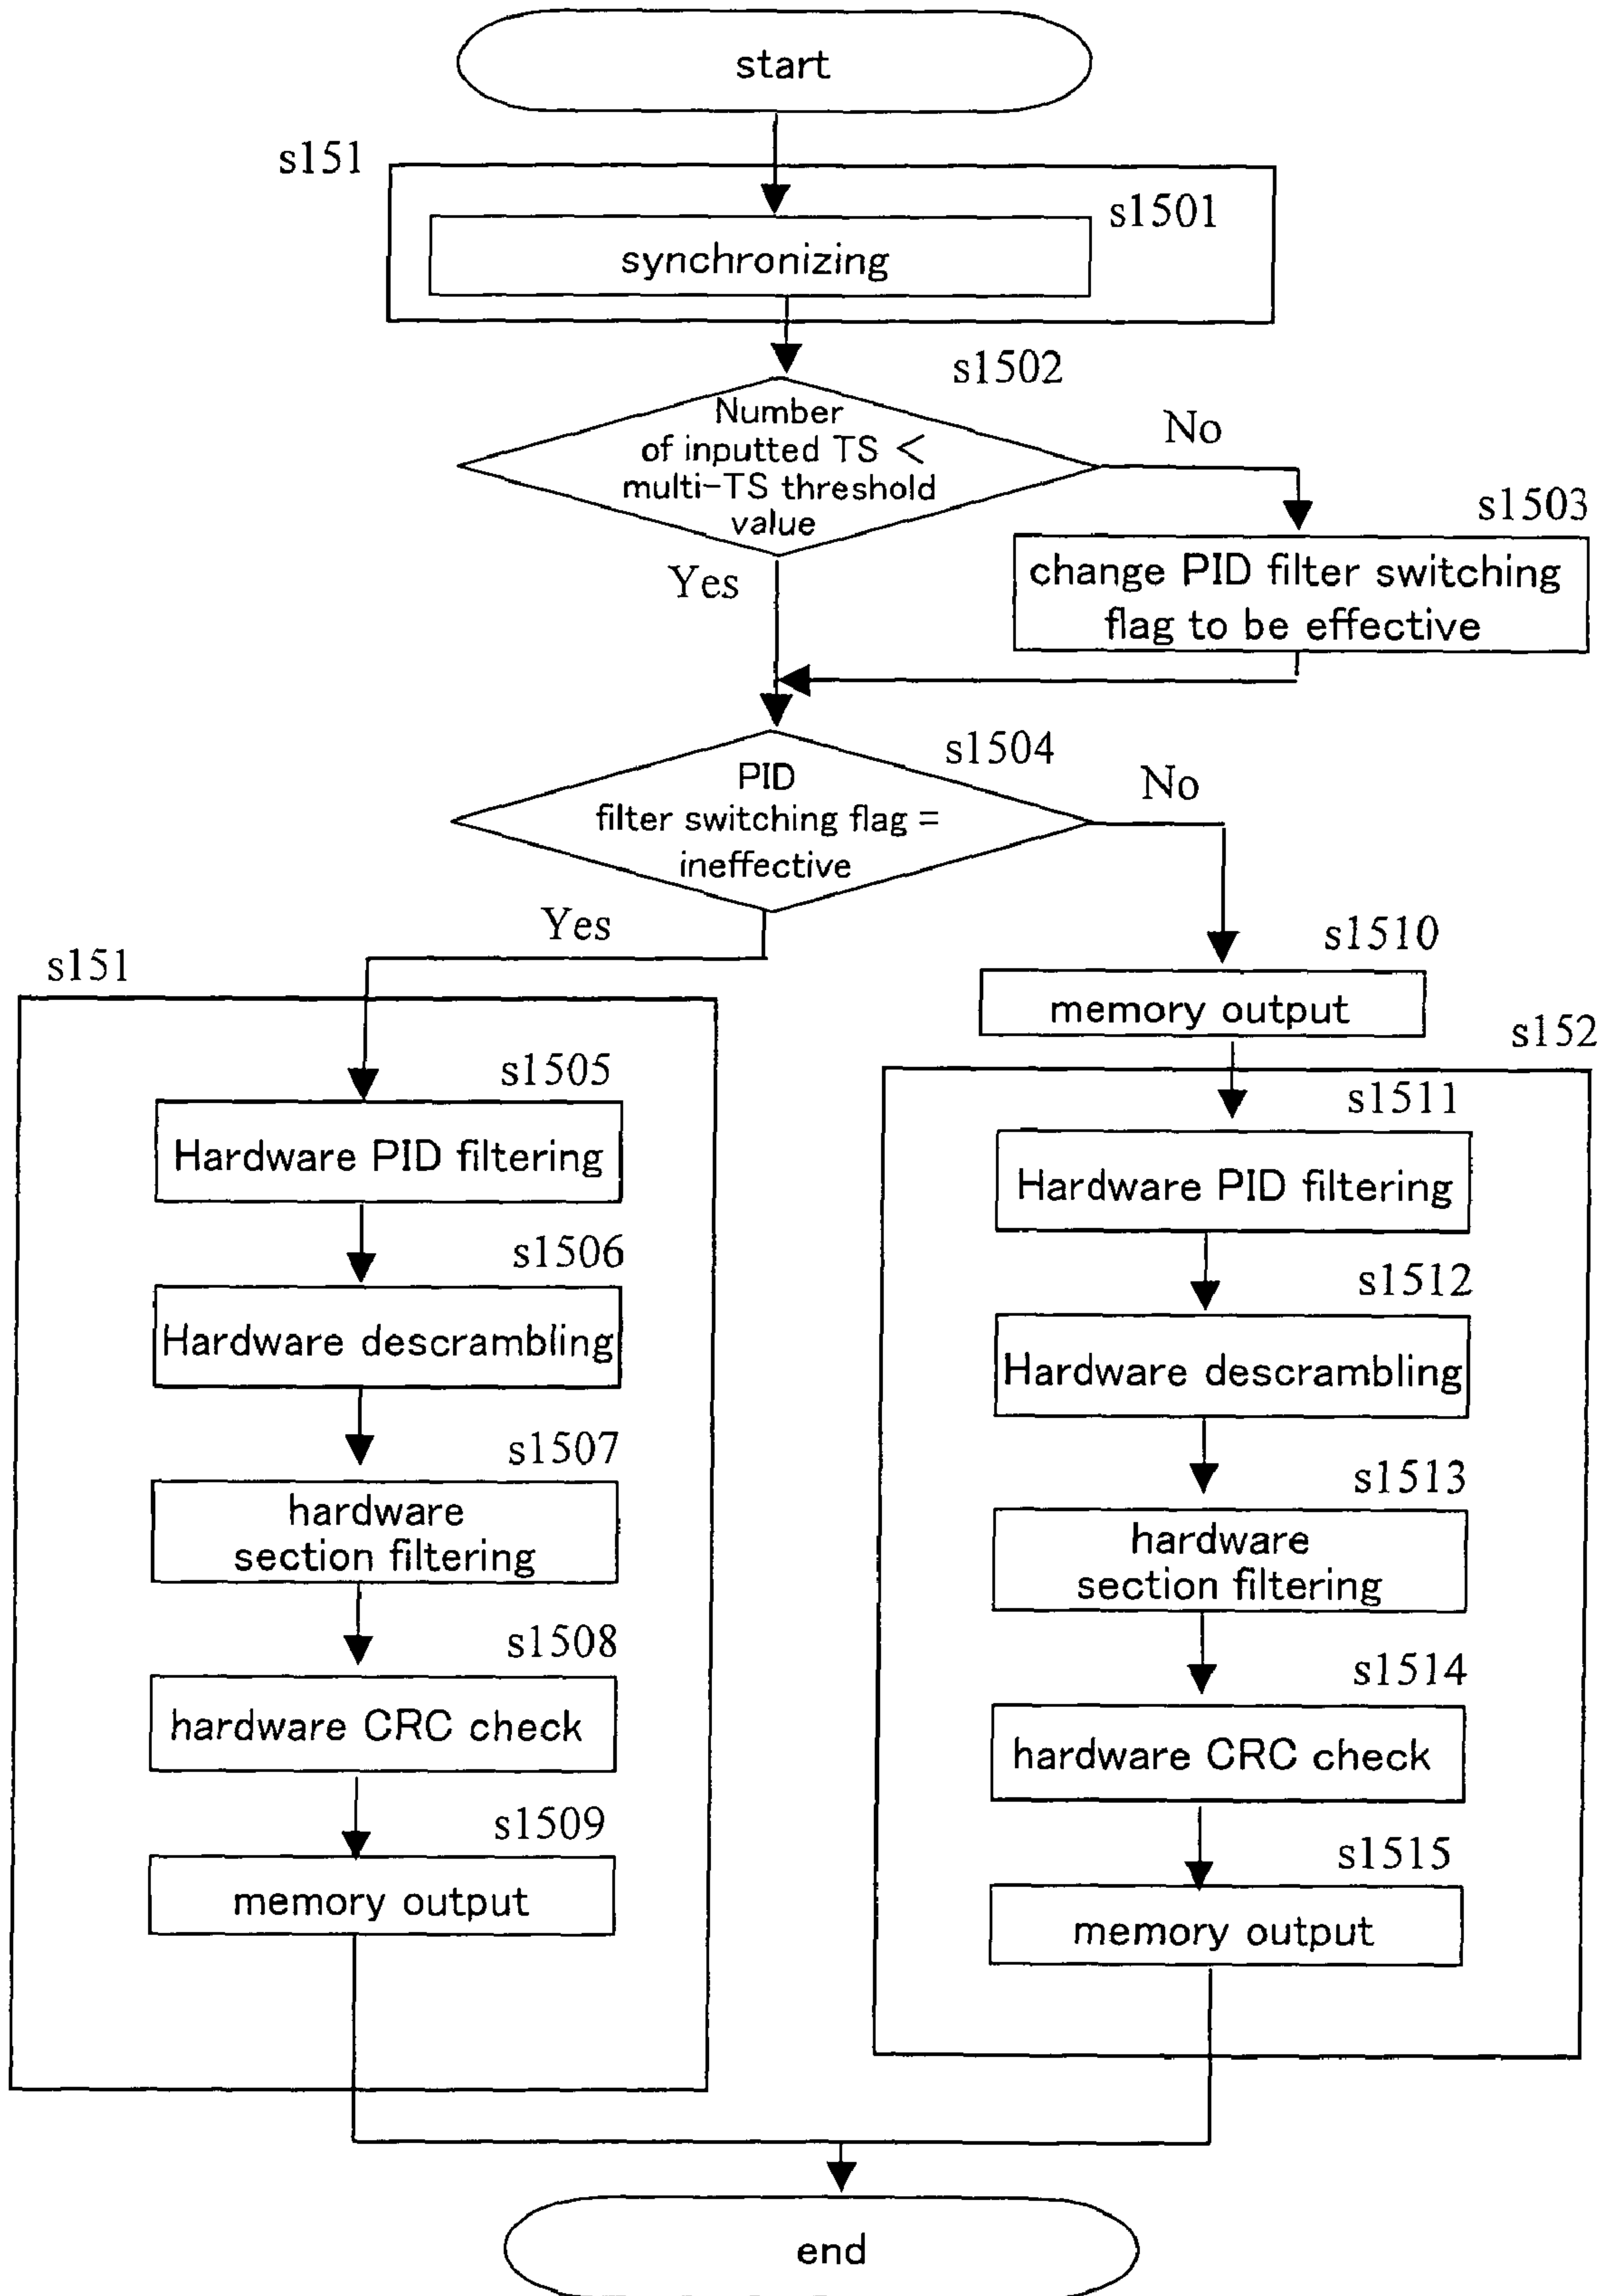 start
s151
s1501
synchronizing
s1502
Number
of inputted TS <
multi-TS threshold
value
No
s1503
change PID filter switching
flag to be effective
Yes
s1504
PID
filter switching flag =
ineffective
No
Yes
s1510
memory output
s151
s152
s1505
Hardware PID filtering
s1506
Hardware descrambling
s1507
hardware
section filtering
s1508
hardware CRC check
s1509
memory output
s1511
Hardware PID filtering
s1512
Hardware descrambling
s1513
hardware
section filtering
s1514
hardware CRC check
s1515
memory output
end